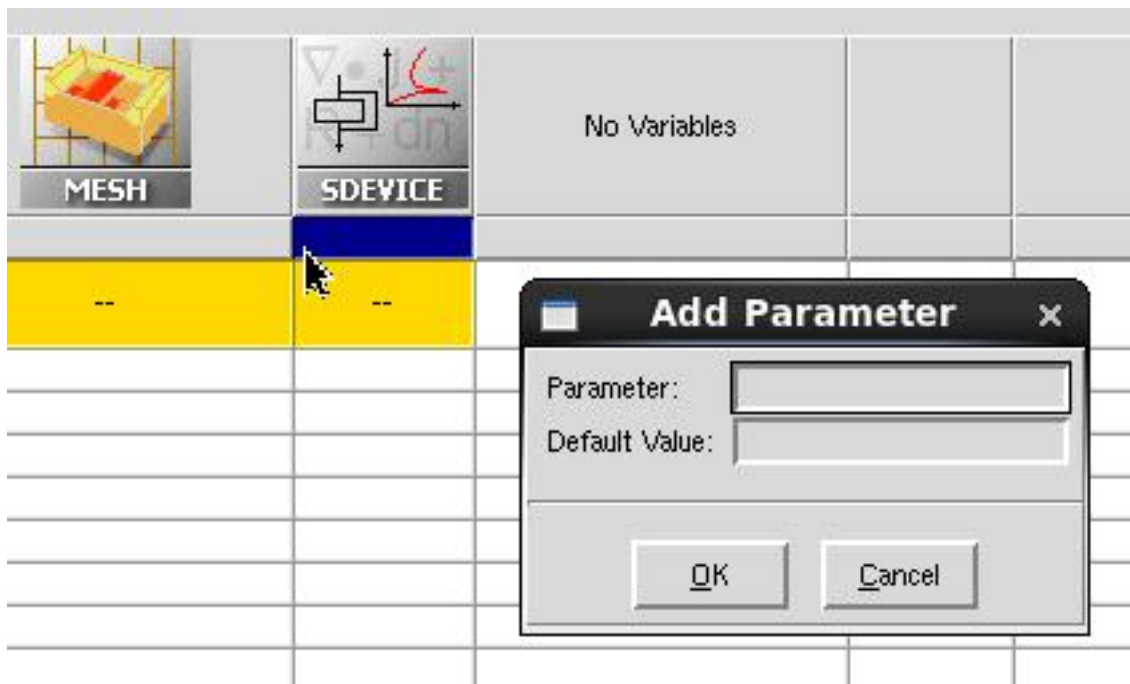 MESH
SDEVICE
No Variables
--
--
Add Parameter
Parameter:
Default Value:
OK
Cancel